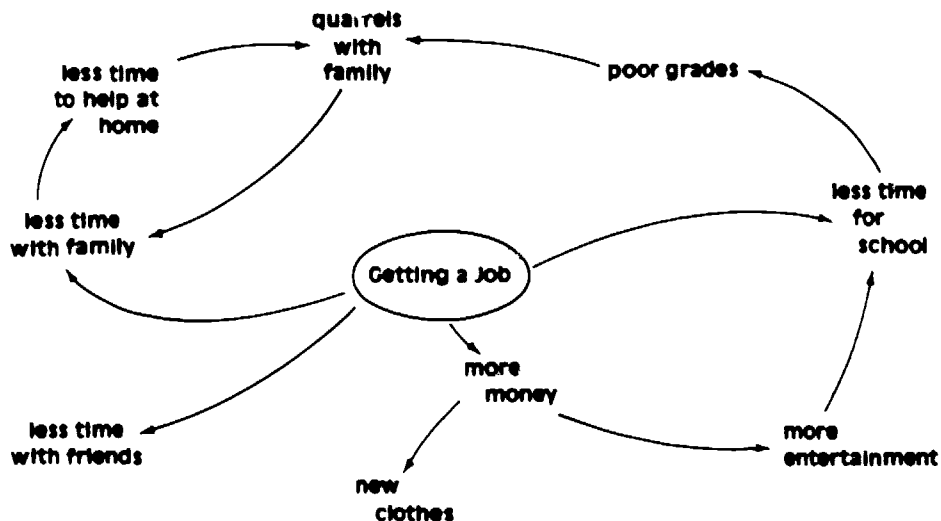 quarrels
with
family
less time
to help at
home
poor grades
less time
for
school
less time
with family
Getting a Job
more
money
less time
with friends
more
entertainment
new
clothes